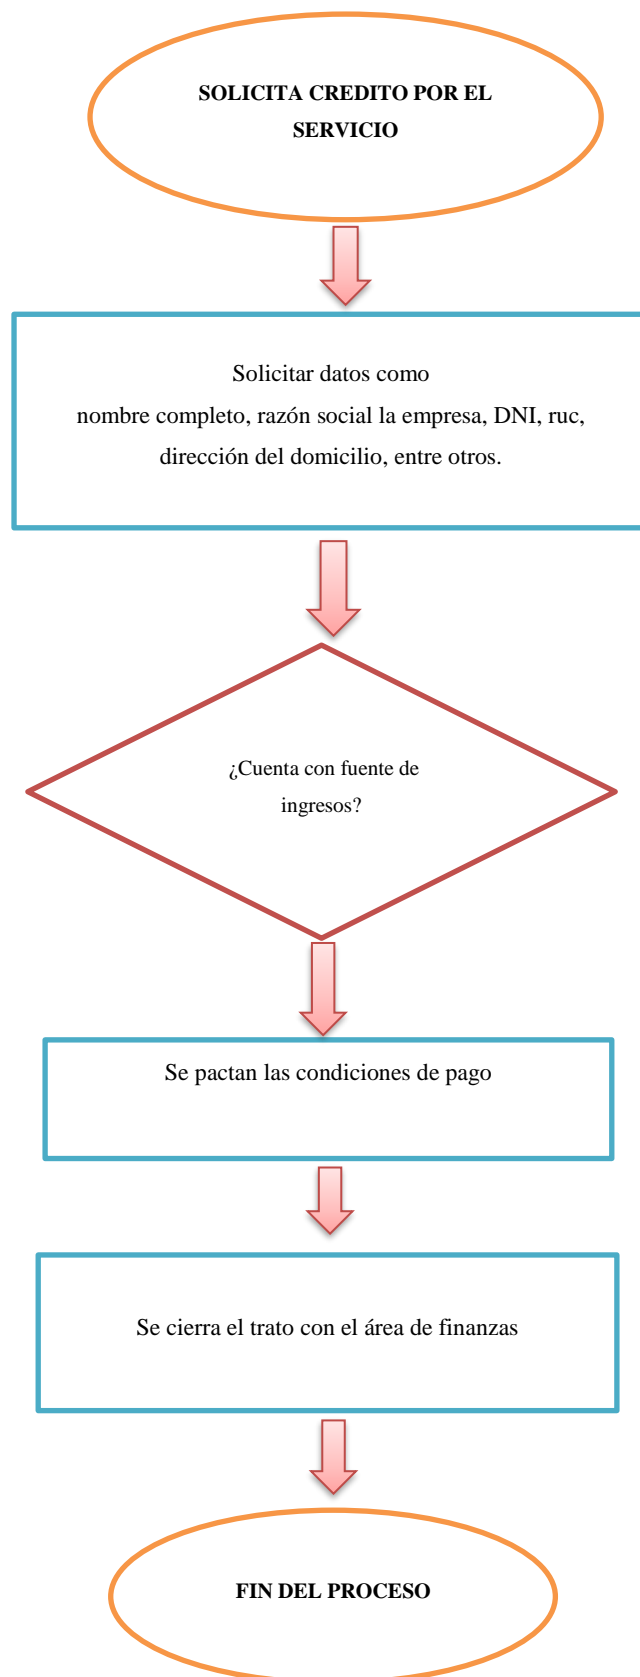 SOLICITA CREDITO POR EL
SERVICIO
Solicitar datos como
nombre completo, razón social la empresa, DNI, ruc,
dirección del domicilio, entre otros.
¿Cuenta con fuente de
ingresos?
Se pactan las condiciones de pago
Se cierra el trato con el área de finanzas
FIN DEL PROCESO